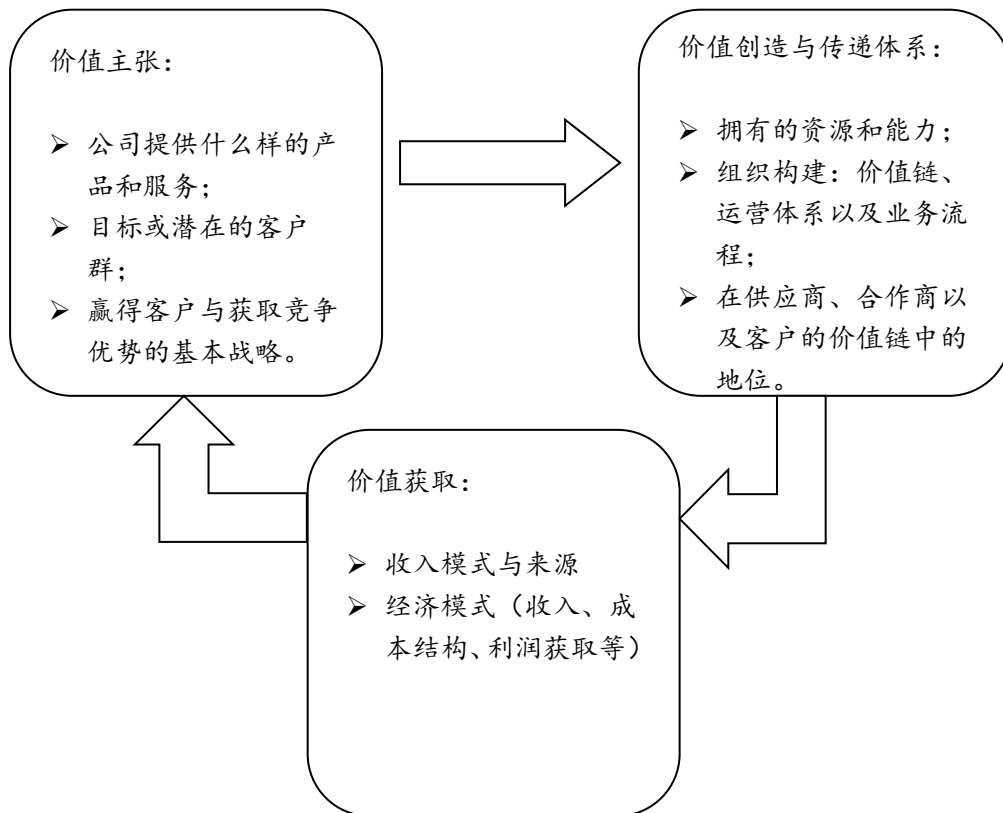 价值主张：
➢ 公司提供什么样的产
品和服务；
➢ 目标或潜在的客户
群；
➢ 赢得客户与获取竞争
优势的基本战略。
价值创造与传递体系：
➢ 拥有的资源和能力；
➢ 组织构建：价值链、
运营体系以及业务流
程；
➢ 在供应商、合作商以
及客户的价值链中的
地位。
价值获取：
➢ 收入模式与来源
➢ 经济模式（收入、成
本结构、利润获取等）